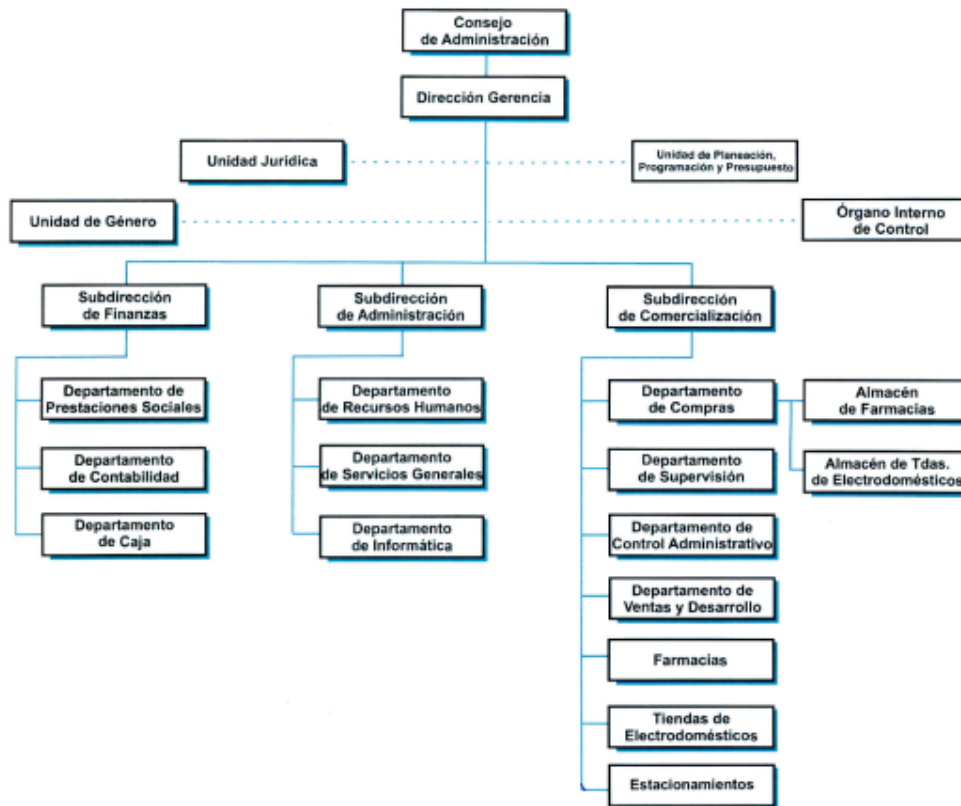 Consejo
de Administración
Dirección Gerencia
Unidad Juridica
Unidad de Planeación,
Programación y Presupuesto
Unidad de Género
Órgano Interno
de Control
Subdirección
de Finanzas
Subdirección
de Administración
Subdirección
de Comercialización
Departamento de
Prestaciones Sociales
Departamento
de Contabilidad
Departamento
de Caja
Departamento
de Recursos Humanos
Departamento
de Servicios Generales
Departamento
de Informática
Departamento
de Compras
Almacén
de Farmacias
Almacén de Tdas.
de Electrodomésticos
Departamento
de Supervisión
Departamento de
Control Administrativo
Departamento de
Ventas y Desarrollo
Farmacias
Tiendas de
Electrodomésticos
Estacionamientos